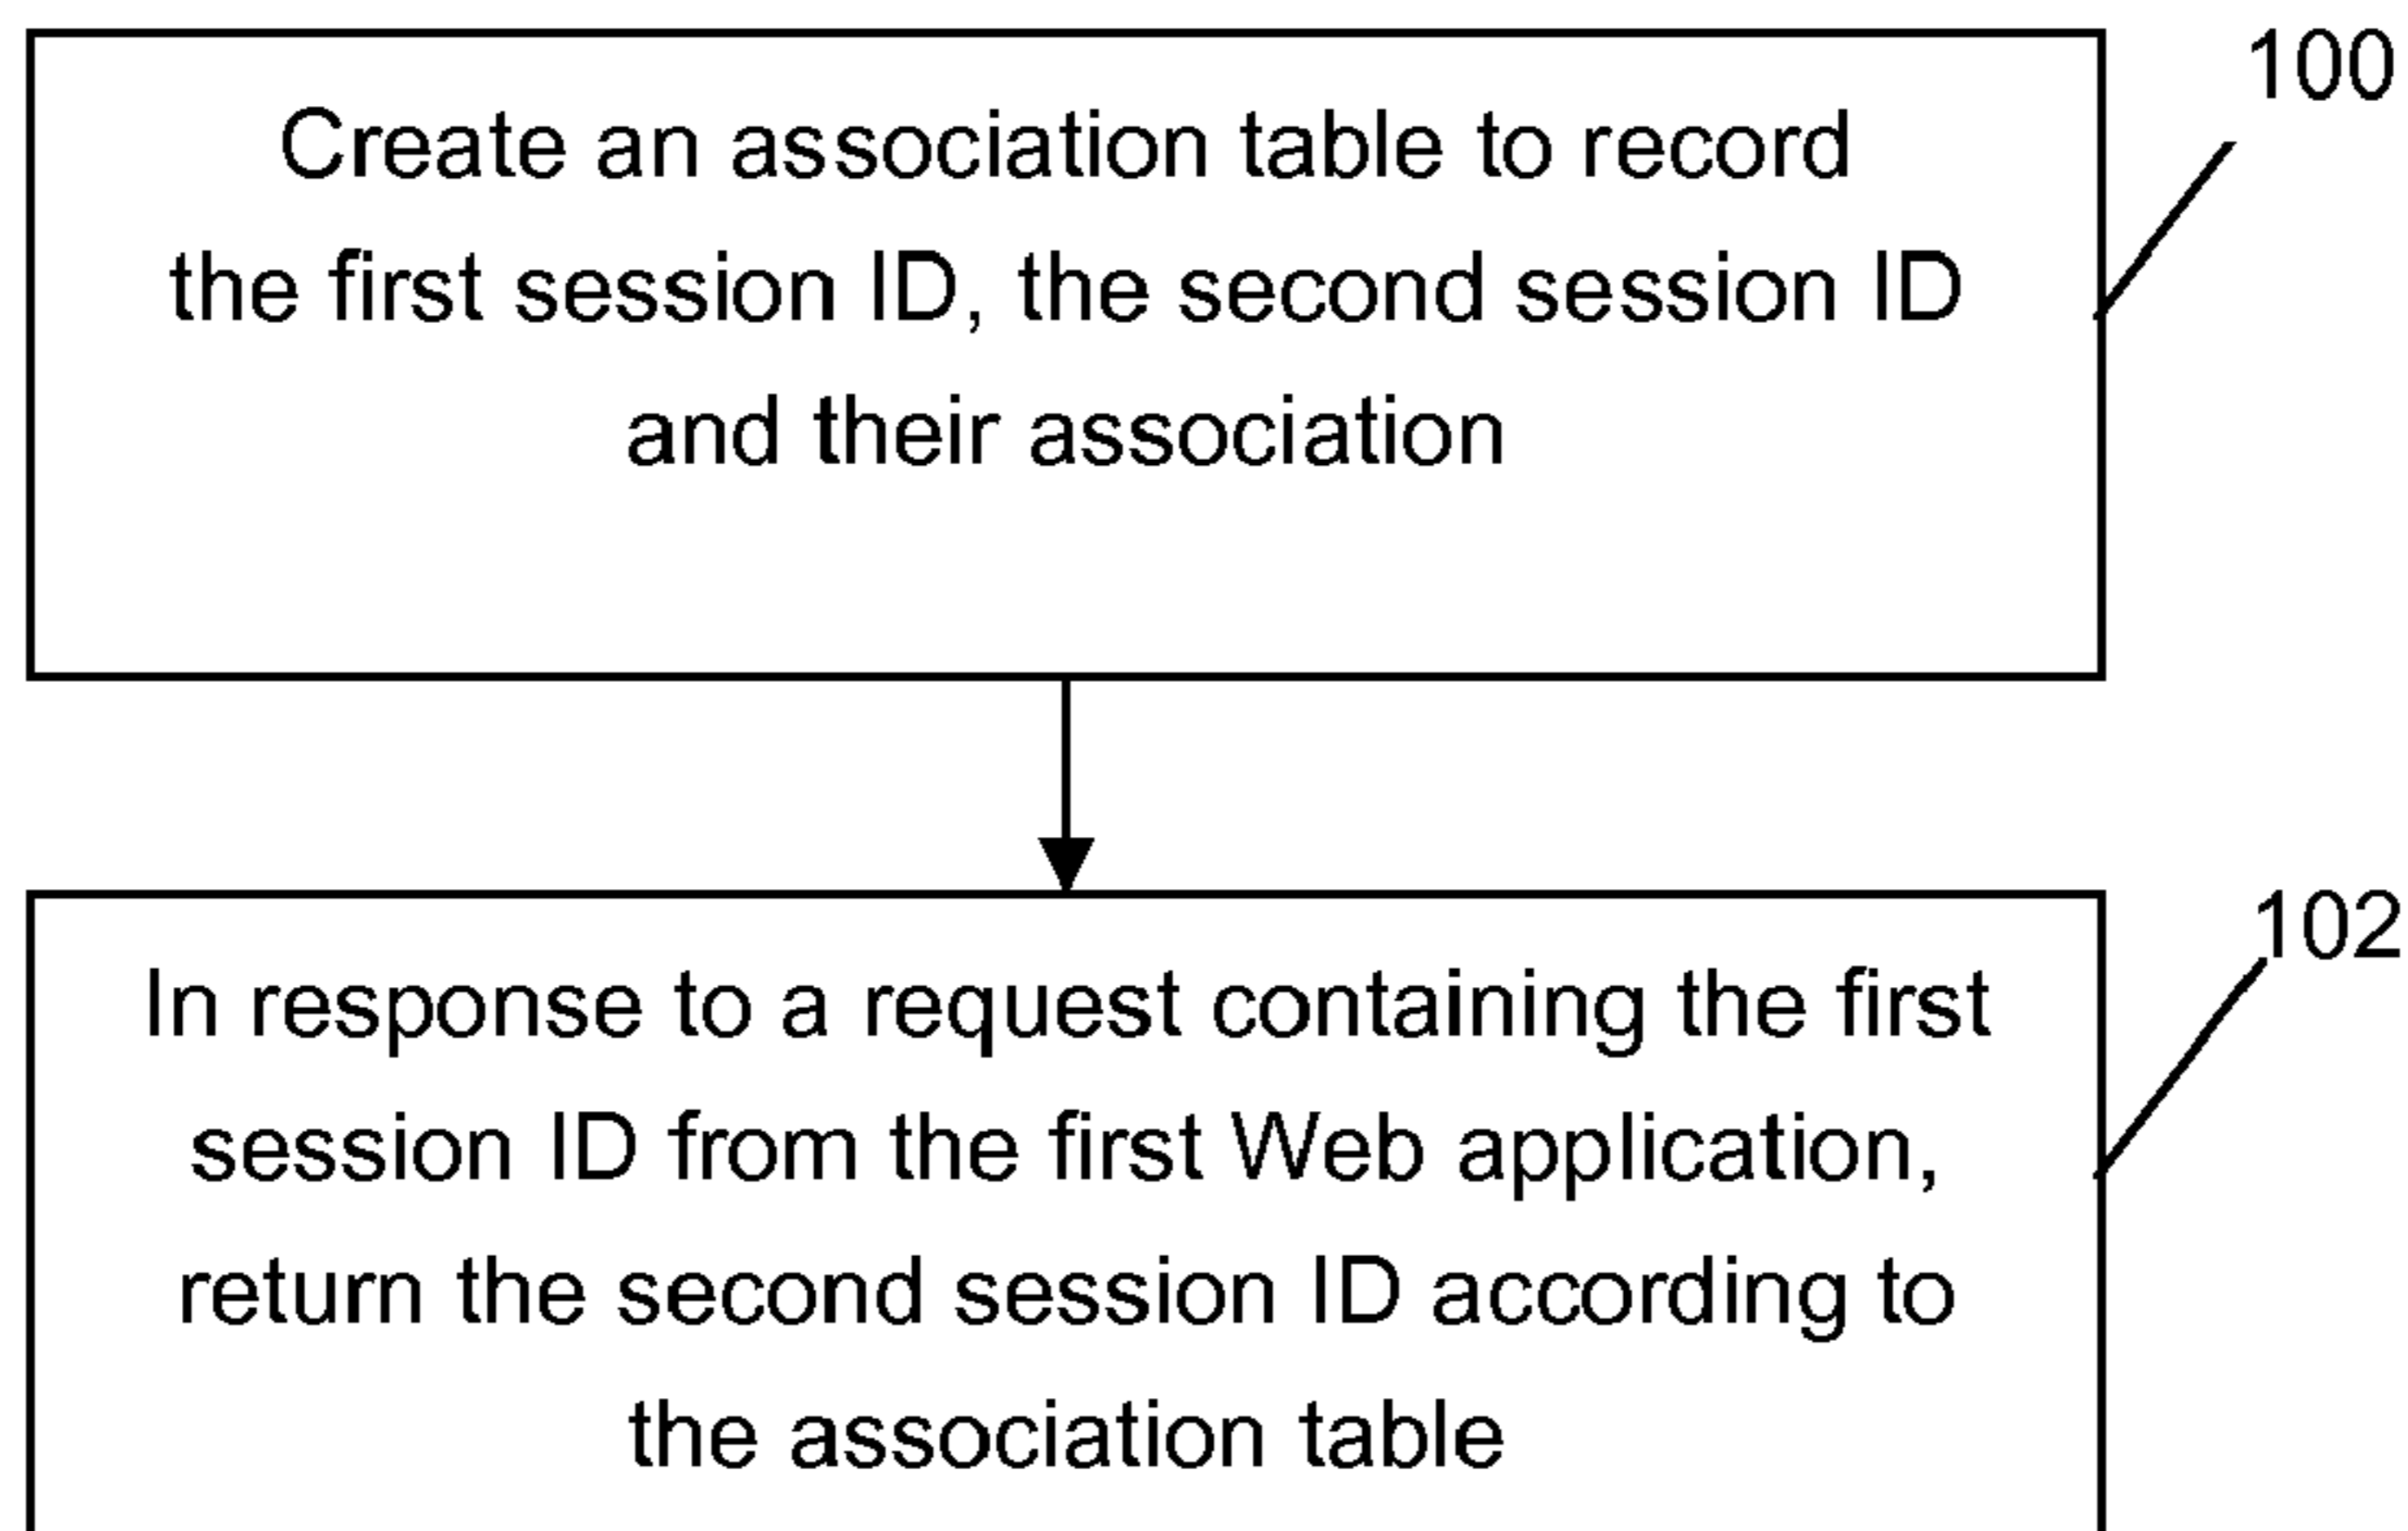 100
Create an association table to record
the first session ID, the second session ID
and their association
102
In response to a request containing the first
session ID from the first Web application,
return the second session ID according to
the association table